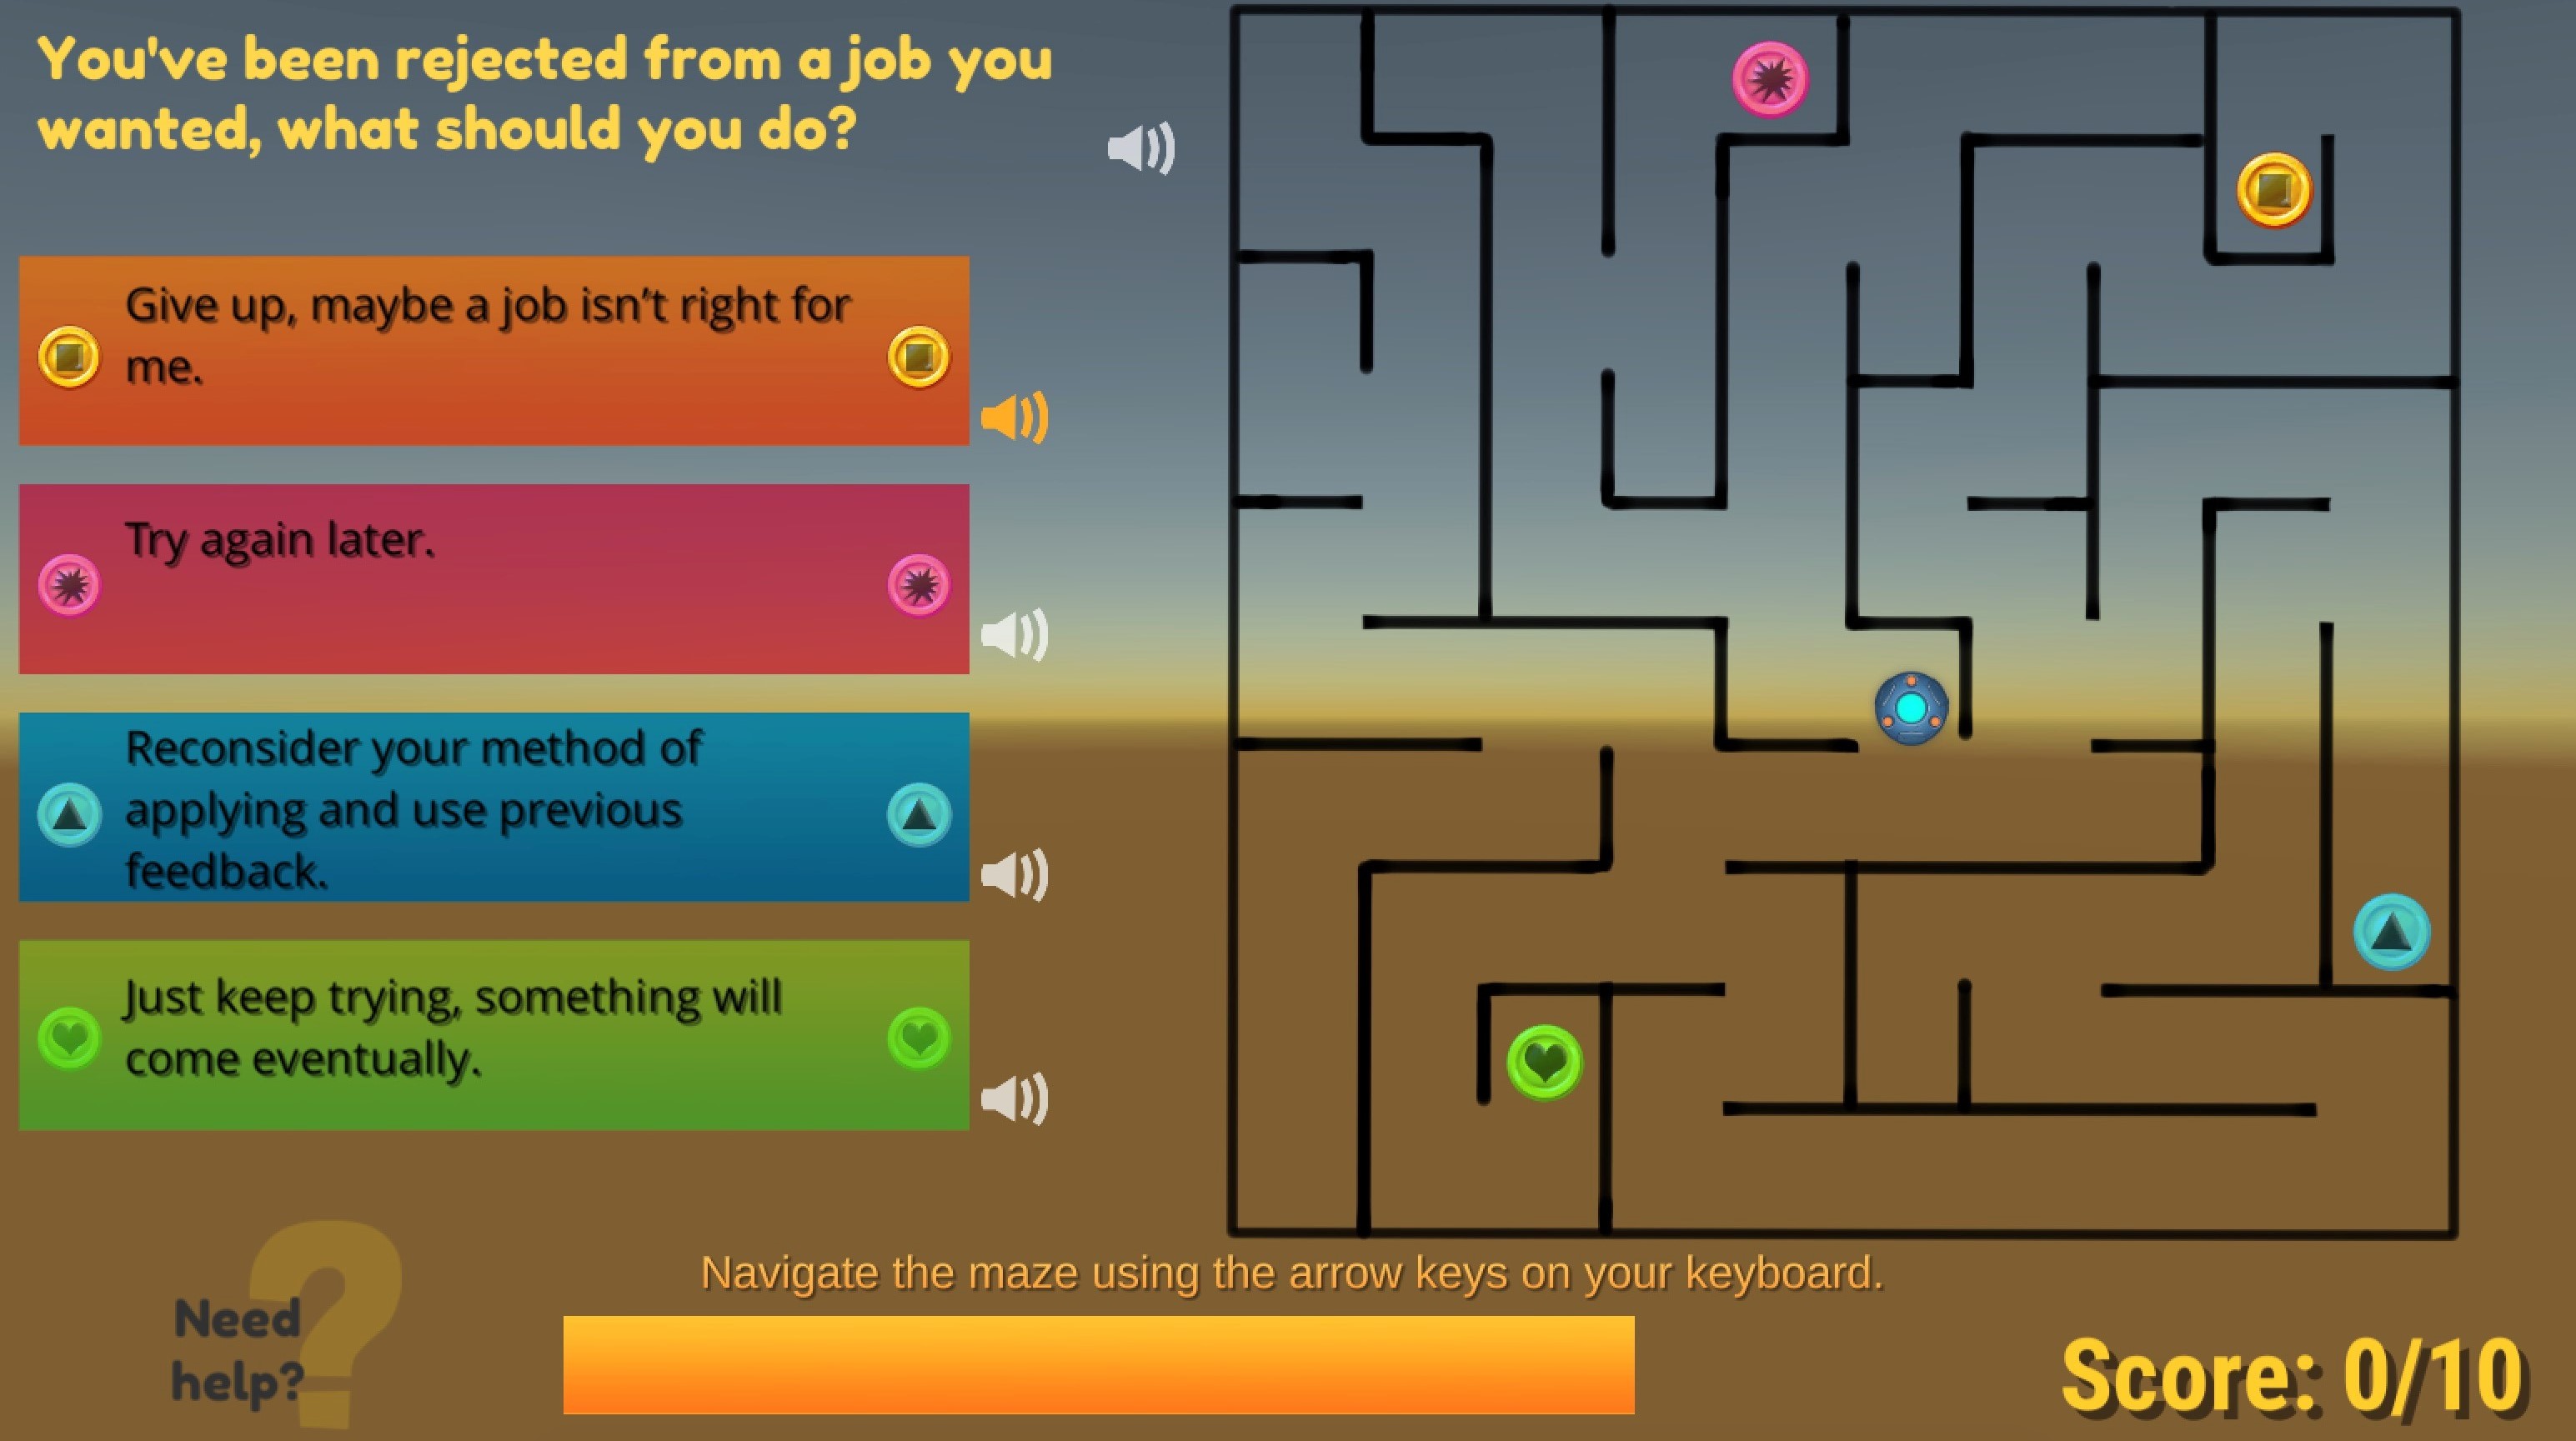 You've been rejected from a job you
wanted, what should you do?
Give up, maybe a job isn’t right for
me.
Try again later.
Reconsider your method of
applying and use previous
feedback.
Just keep trying, something will
come eventually.
Navigate the maze using the arrow keys on your keyboard.
Need
help?
Score: 0/10